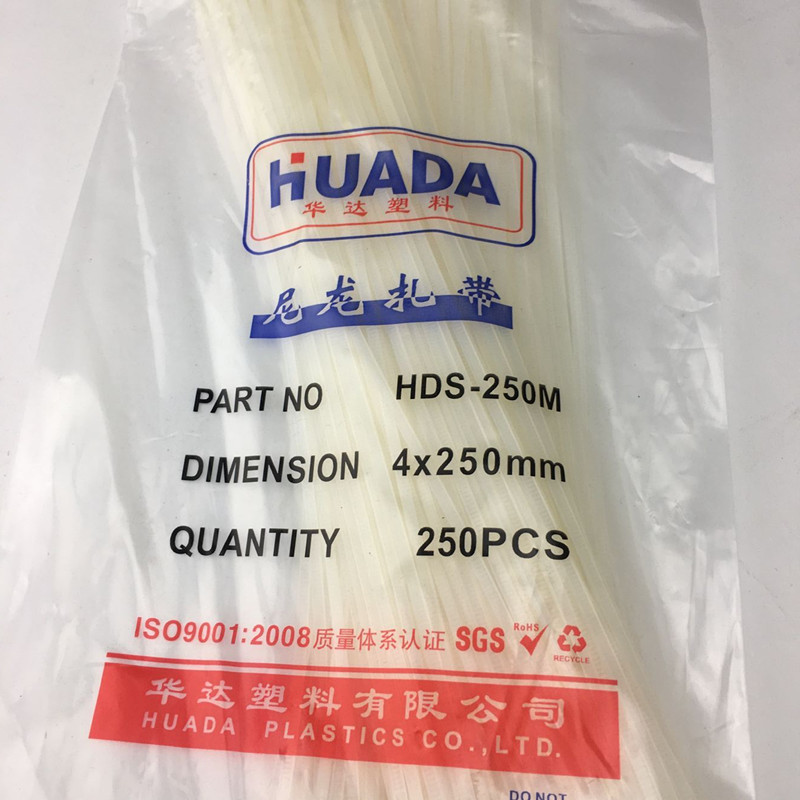 HUADA
华达塑料
尼龙扎带
PART NO HDS-250M
DIMENSION 4x250mm
QUANTITY 250PCS
ISO9001:2008质量体系认证 SGS RoHS RECYCLE
华达塑料有限公司
HUADA PLASTICS CO.,LTD.
DO NOT